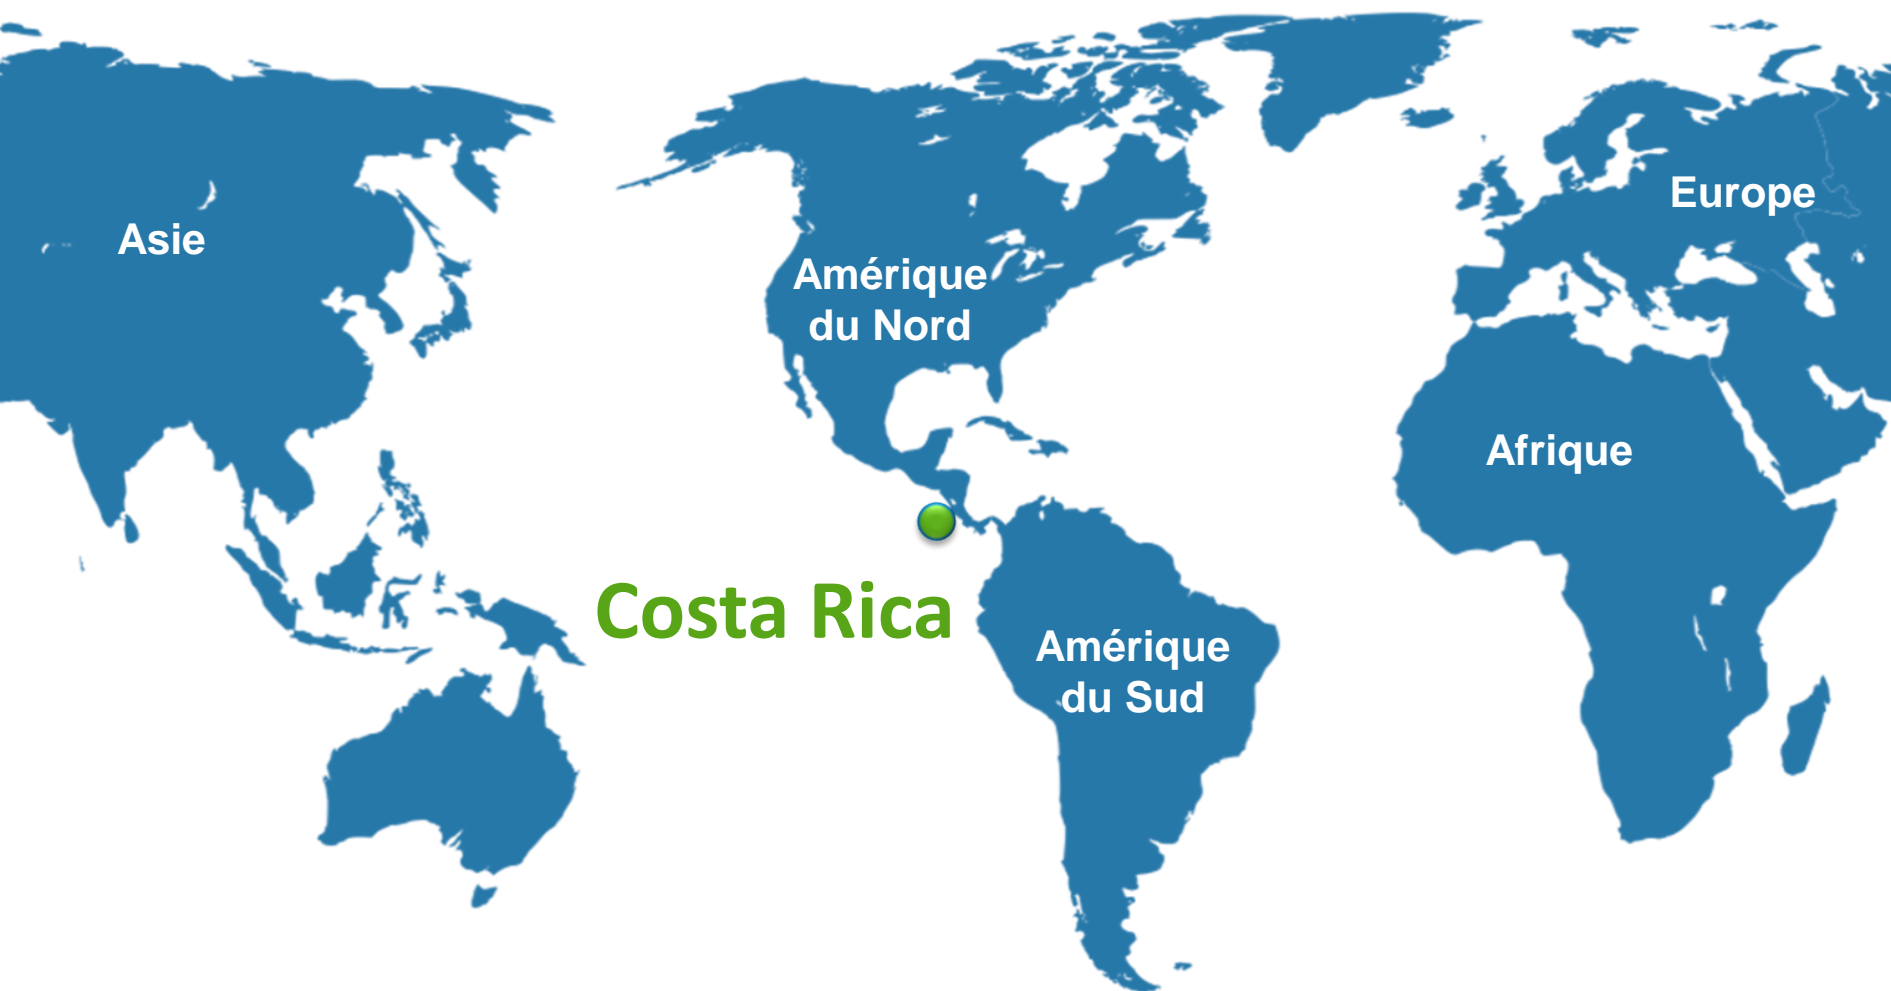 Europe
Asie
Amérique
du Nord
Afrique
Costa Rica
Amérique
du Sud